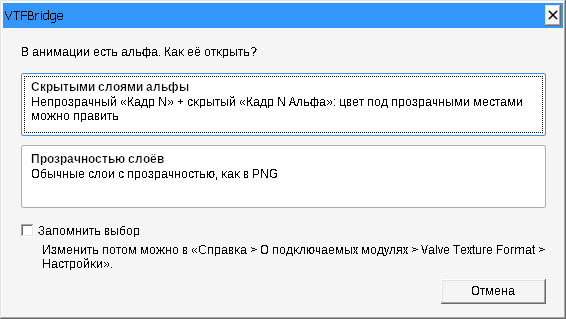 VTFBridge
В анимации есть альфа. Как её открыть?
Скрытыми слоями альфы
Непрозрачный «Кадр N» + скрытый «Кадр N Альфа»: цвет под прозрачными местами
можно править
Прозрачностью слоёв
Обычные слои с прозрачностью, как в PNG
Запомнить выбор
Изменить потом можно в «Справка > О подключаемых модулях > Valve Texture Format >
Настройки».
Отмена